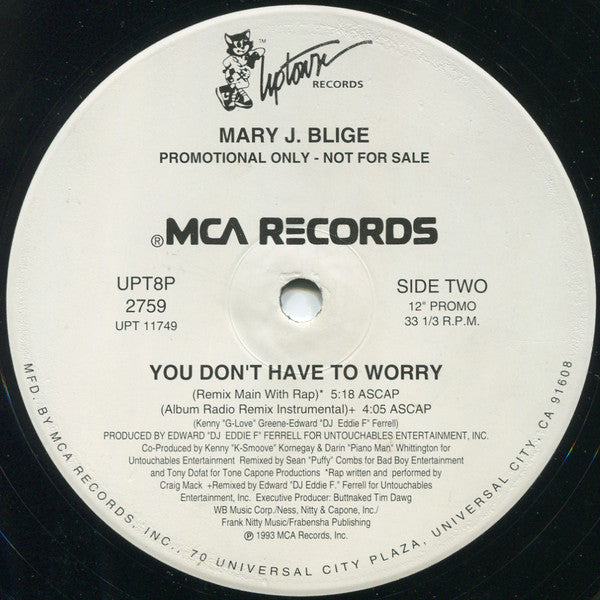 Uptown ™
RECORDS
MARY J. BLIGE
PROMOTIONAL ONLY - NOT FOR SALE
®MCA RECORDS
UPT8P
2759
UPT 11749
SIDE TWO
12" PROMO
33 1/3 R.P.M.
YOU DON'T HAVE TO WORRY
(Remix Main With Rap)* 5:18 ASCAP
(Album Radio Remix Instrumental)+ 4:05 ASCAP
(Kenny "G-Love" Greene-Edward "DJ Eddie F" Ferrell)
PRODUCED BY EDWARD "DJ EDDIE F" FERRELL FOR UNTOUCHABLES ENTERTAINMENT, INC.
Co-Produced by Kenny "K-Smoove" Kornegay & Darin "Piano Man" Whittington for
Untouchables Entertainment Remixed by Sean "Puffy" Combs for Bad Boy Entertainment
and Tony Dofat for Tone Capone Productions *Rap written and performed by
Craig Mack +Remixed by Edward "DJ Eddie F." Ferrell for Untouchables
Entertainment, Inc. Executive Producer: Buttnaked Tim Dawg
WB Music Corp./Ness, Nitty & Capone, Inc./
Frank Nitty Music/Frabensha Publishing
℗ 1993 MCA Records, Inc.
MFD. BY MCA RECORDS, INC., 70 UNIVERSAL CITY PLAZA, UNIVERSAL CITY, CA 91608